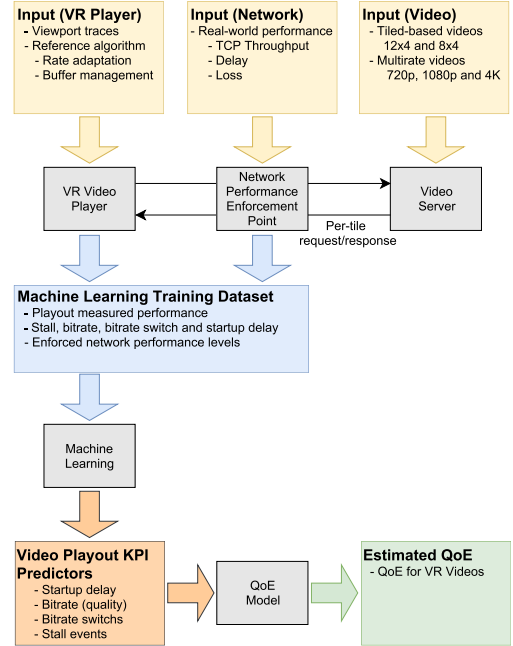 Input (VR Player)
- Viewport traces
- Reference algorithm
- Rate adaptation
- Buffer management
Input (Network)
- Real-world performance
- TCP Throughput
- Delay
- Loss
Input (Video)
- Tiled-based videos
12x4 and 8x4
- Multirate videos
720p, 1080p and 4K
VR Video
Player
Network
Performance
Enforcement
Point
Video
Server
Per-tile
request/response
Machine Learning Training Dataset
- Playout measured performance
- Stall, bitrate, bitrate switch and startup delay
- Enforced network performance levels
Machine
Learning
Video Playout KPI
Predictors
- Startup delay
- Bitrate (quality)
- Bitrate switchs
- Stall events
QoE
Model
Estimated QoE
- QoE for VR Videos